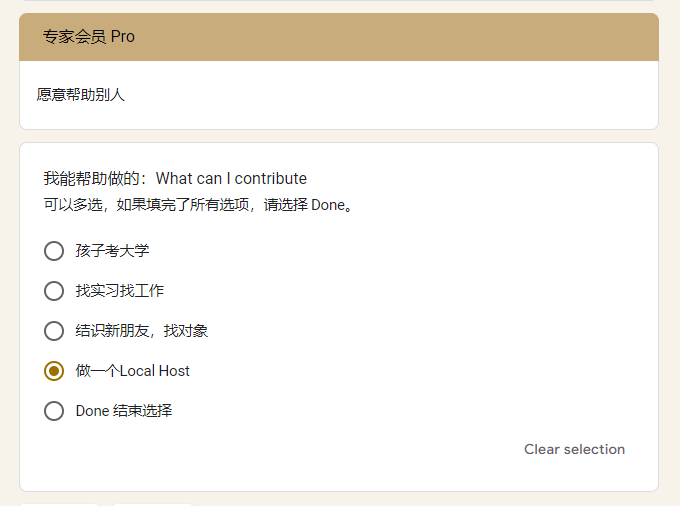 专家会员 Pro
愿意帮助别人
我能帮助做的：What can I contribute
可以多选，如果填完了所有选项，请选择 Done。
孩子考大学
找实习找工作
结识新朋友，找对象
做一个Local Host
Done 结束选择
Clear selection